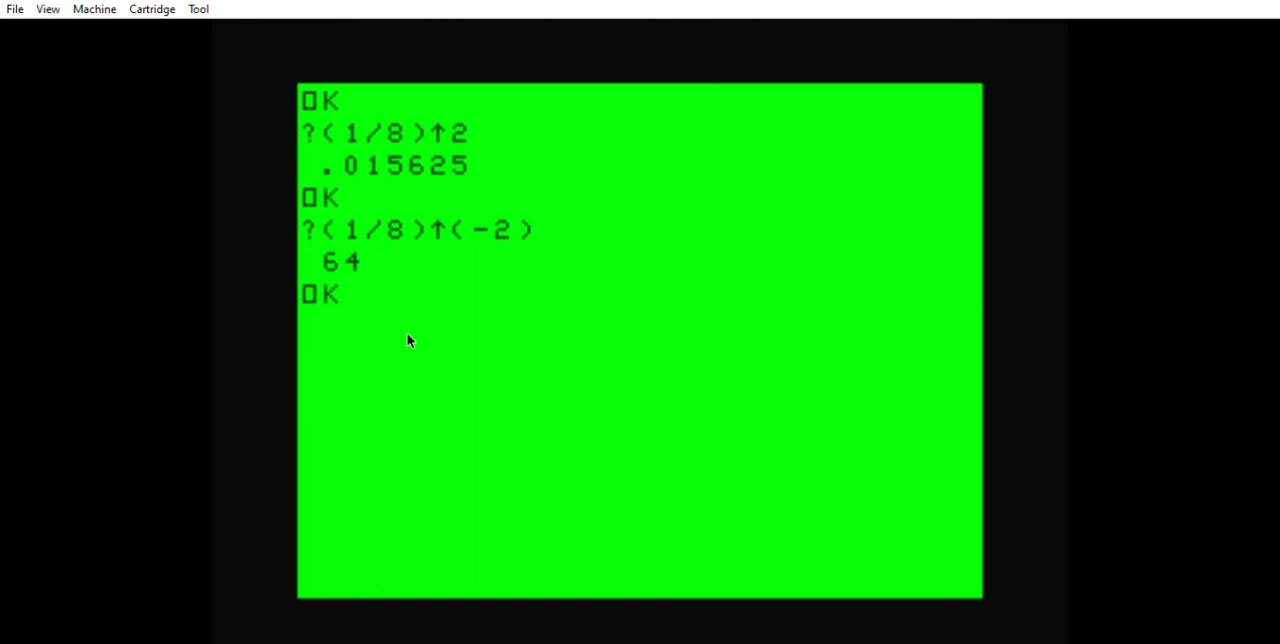 File View Machine Cartridge Tool
OK
?(1/8)↑2
.015625
OK
?(1/8)↑(-2)
64
OK